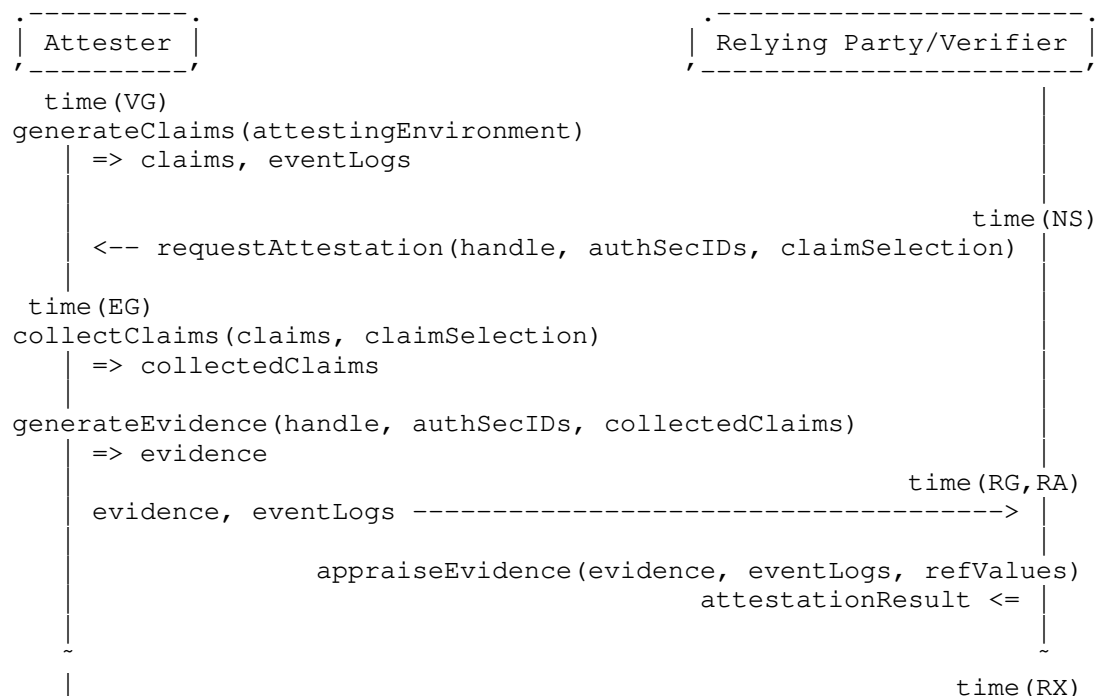 .----------.                                .------------------------.
| Attester |                                | Relying Party/Verifier |
'----------'                                '------------------------'
time(VG)
generateClaims(attestingEnvironment)
=> claims, eventLogs
time(NS)
<-- requestAttestation(handle, authSecIDs, claimSelection)
time(EG)
collectClaims(claims, claimSelection)
=> collectedClaims
generateEvidence(handle, authSecIDs, collectedClaims)
=> evidence
time(RG,RA)
evidence, eventLogs ------------------------------------->
appraiseEvidence(evidence, eventLogs, refValues)
attestationResult <=
~ ~
time(RX)